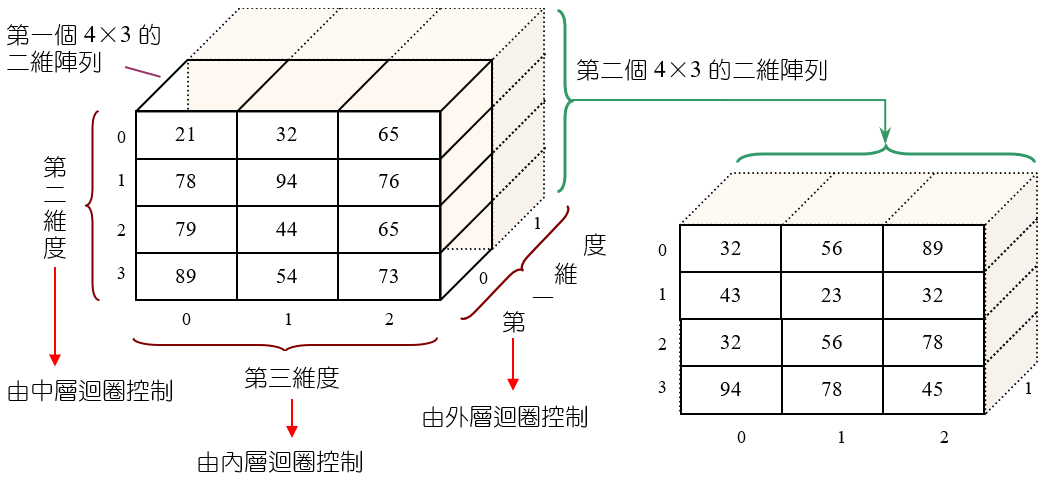 第一個 4×3 的
二維陣列
第二個 4×3 的二維陣列
第二維度
0 21 32 65
1 78 94 76
2 79 44 65
3 89 54 73
0 1 2
0
1
第一維度
第三維度
由中層迴圈控制
由內層迴圈控制
由外層迴圈控制
0 32 56 89
1 43 23 32
2 32 56 78
3 94 78 45
1
0 1 2